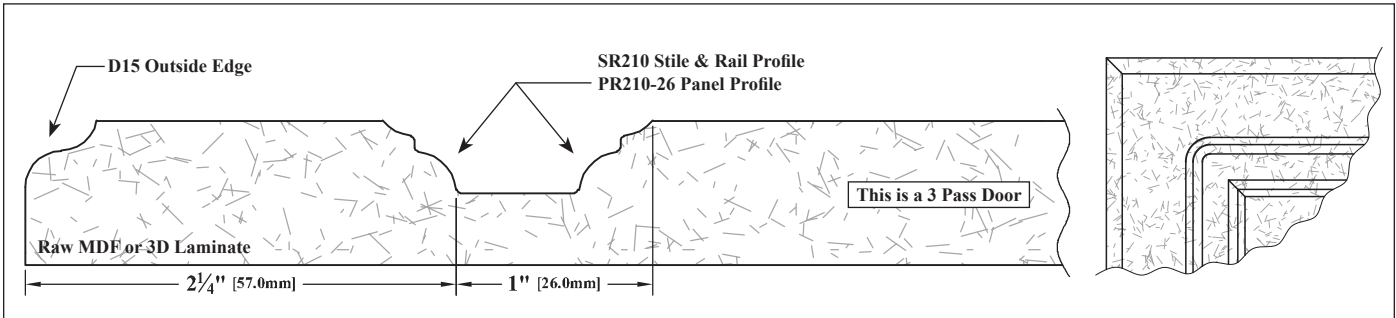 D15 Outside Edge
SR210 Stile & Rail Profile
PR210-26 Panel Profile
This is a 3 Pass Door
Raw MDF or 3D Laminate
2¼" [57.0mm]
1" [26.0mm]